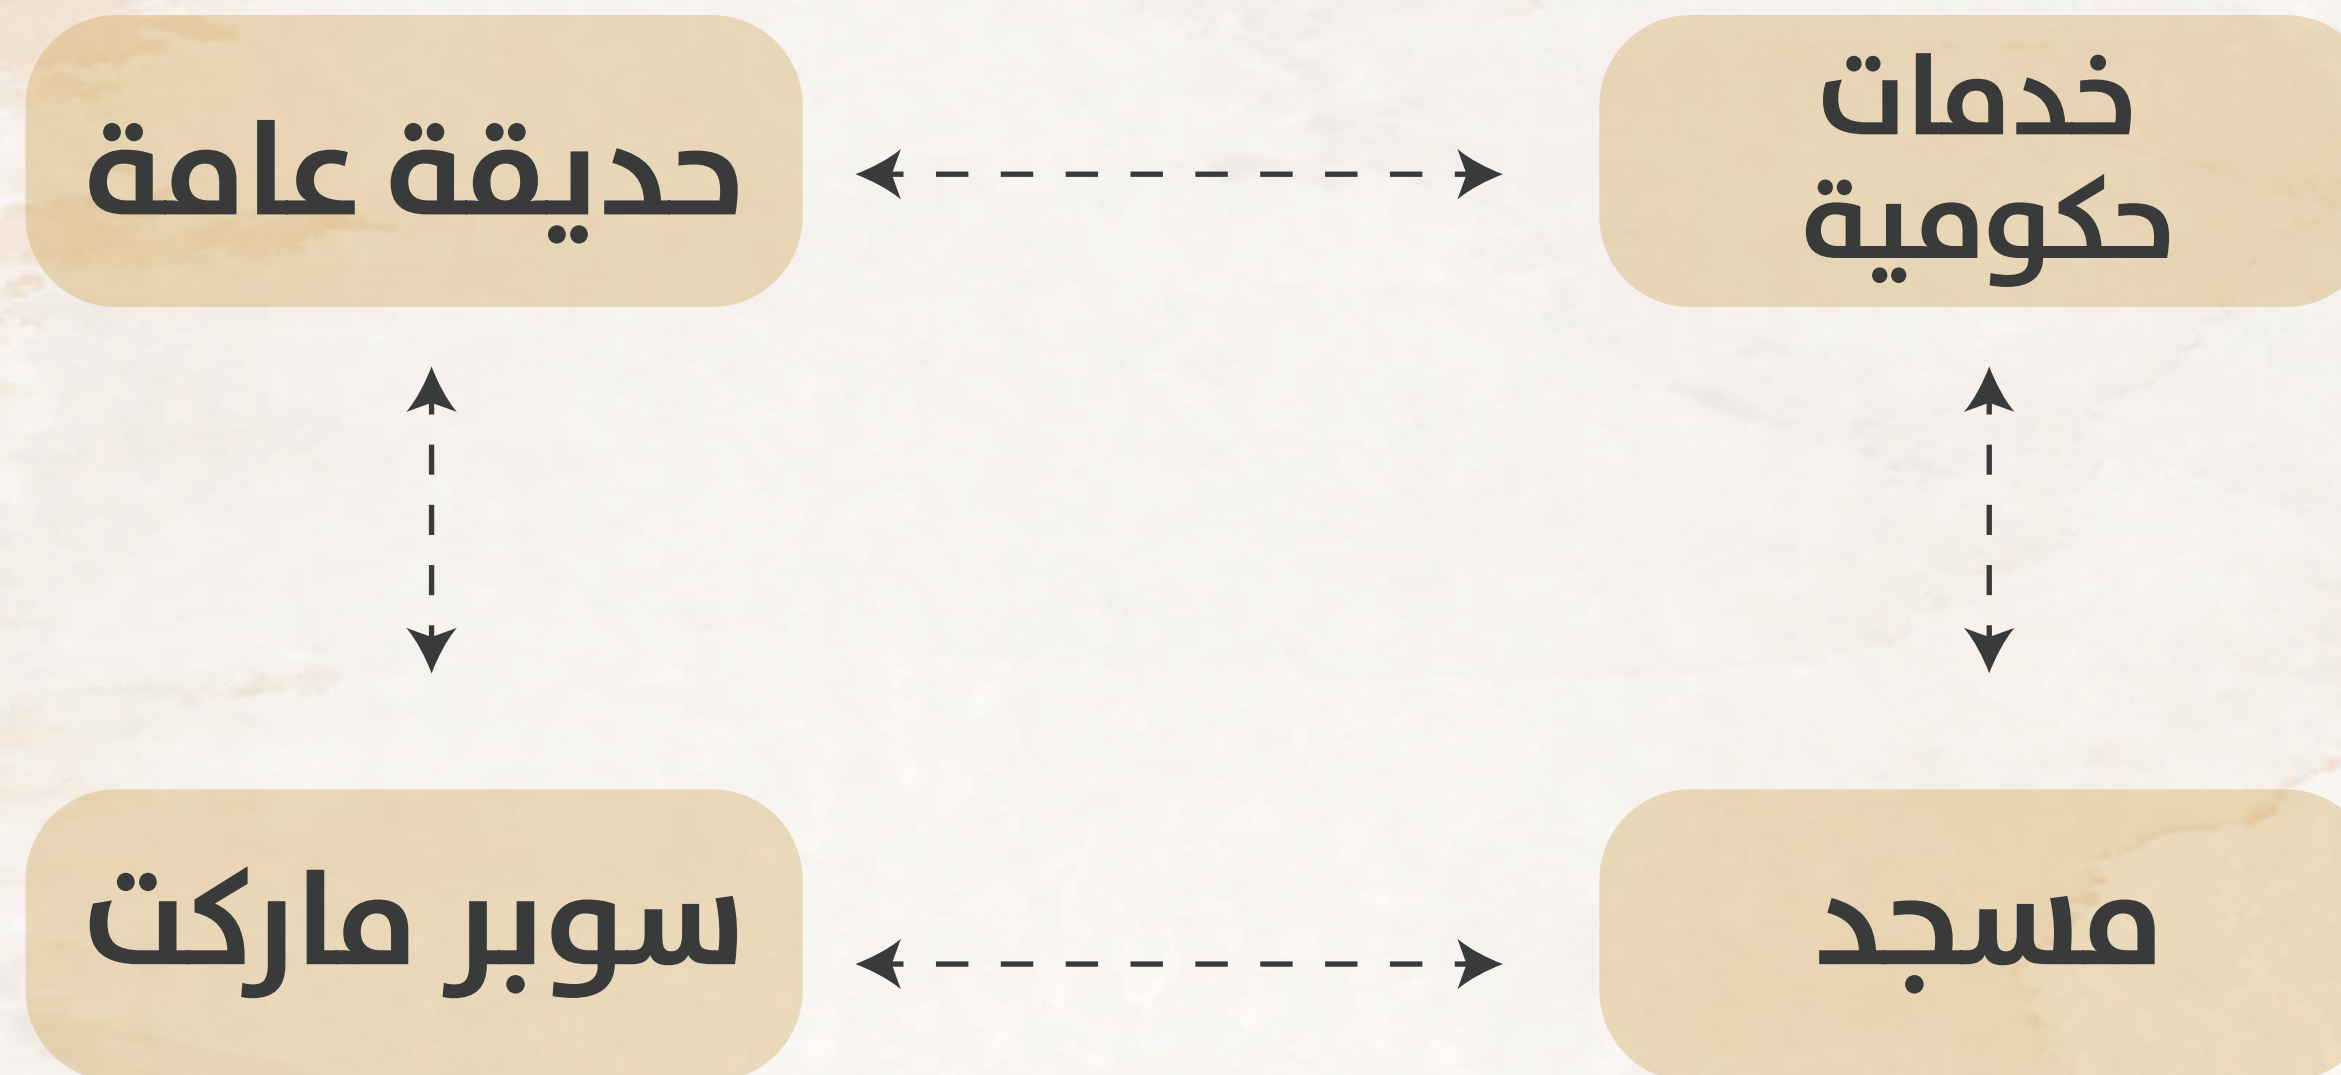 خدمات
حكومية
حديقة عامة
مسجد
سوبر ماركت